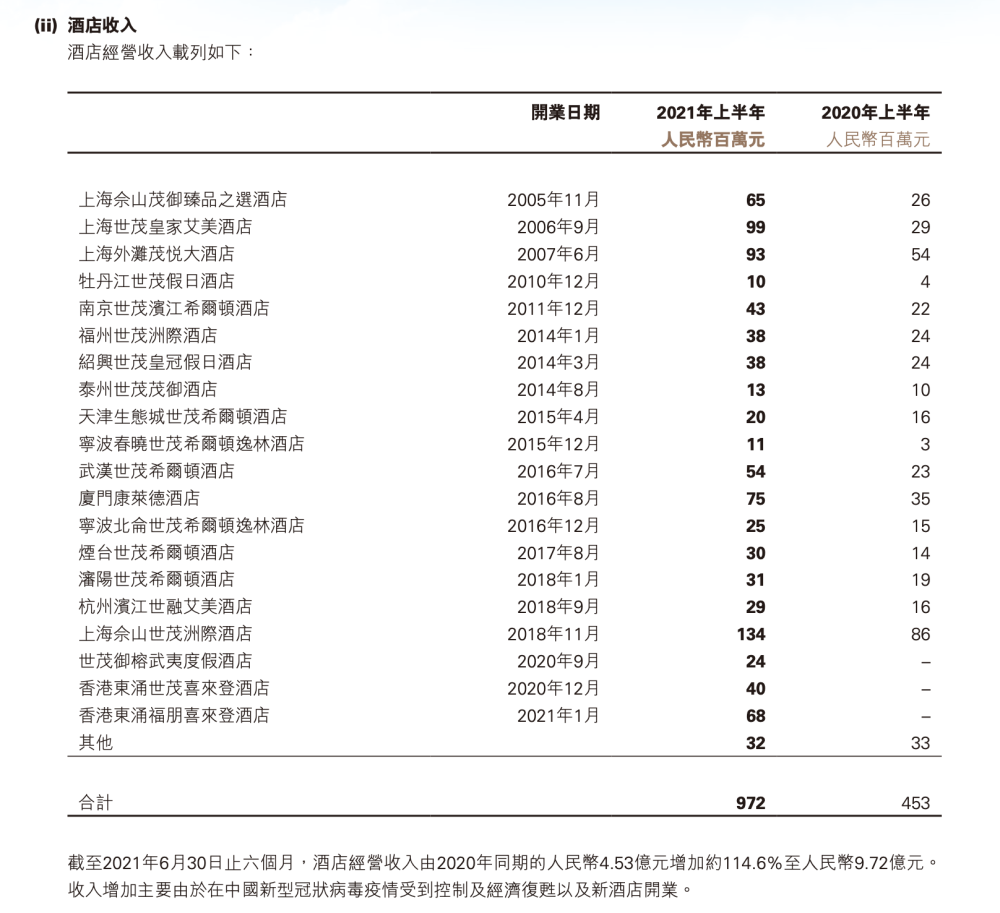 (ii) 酒店收入
酒店經營收入載列如下：
開業日期 2021年上半年 2020年上半年
人民幣百萬元 人民幣百萬元
上海佘山茂御臻品之選酒店 2005年11月 65 26
上海世茂皇家艾美酒店 2006年9月 99 29
上海外灘茂悦大酒店 2007年6月 93 54
牡丹江世茂假日酒店 2010年12月 10 4
南京世茂濱江希爾頓酒店 2011年12月 43 22
福州世茂洲際酒店 2014年1月 38 24
紹興世茂皇冠假日酒店 2014年3月 38 24
泰州世茂茂御酒店 2014年8月 13 10
天津生態城世茂希爾頓酒店 2015年4月 20 16
寧波春曉世茂希爾頓逸林酒店 2015年12月 11 3
武漢世茂希爾頓酒店 2016年7月 54 23
廈門康萊德酒店 2016年8月 75 35
寧波北侖世茂希爾頓逸林酒店 2016年12月 25 15
煙台世茂希爾頓酒店 2017年8月 30 14
瀋陽世茂希爾頓酒店 2018年1月 31 19
杭州濱江世融艾美酒店 2018年9月 29 16
上海佘山世茂洲際酒店 2018年11月 134 86
世茂御榕武夷度假酒店 2020年9月 24 –
香港東涌世茂喜來登酒店 2020年12月 40 –
香港東涌福朋喜來登酒店 2021年1月 68 –
其他 32 33
合計 972 453
截至2021年6月30日止六個月，酒店經營收入由2020年同期的人民幣4.53億元增加約114.6%至人民幣9.72億元。
收入增加主要由於在中國新型冠狀病毒疫情受到控制及經濟復甦以及新酒店開業。